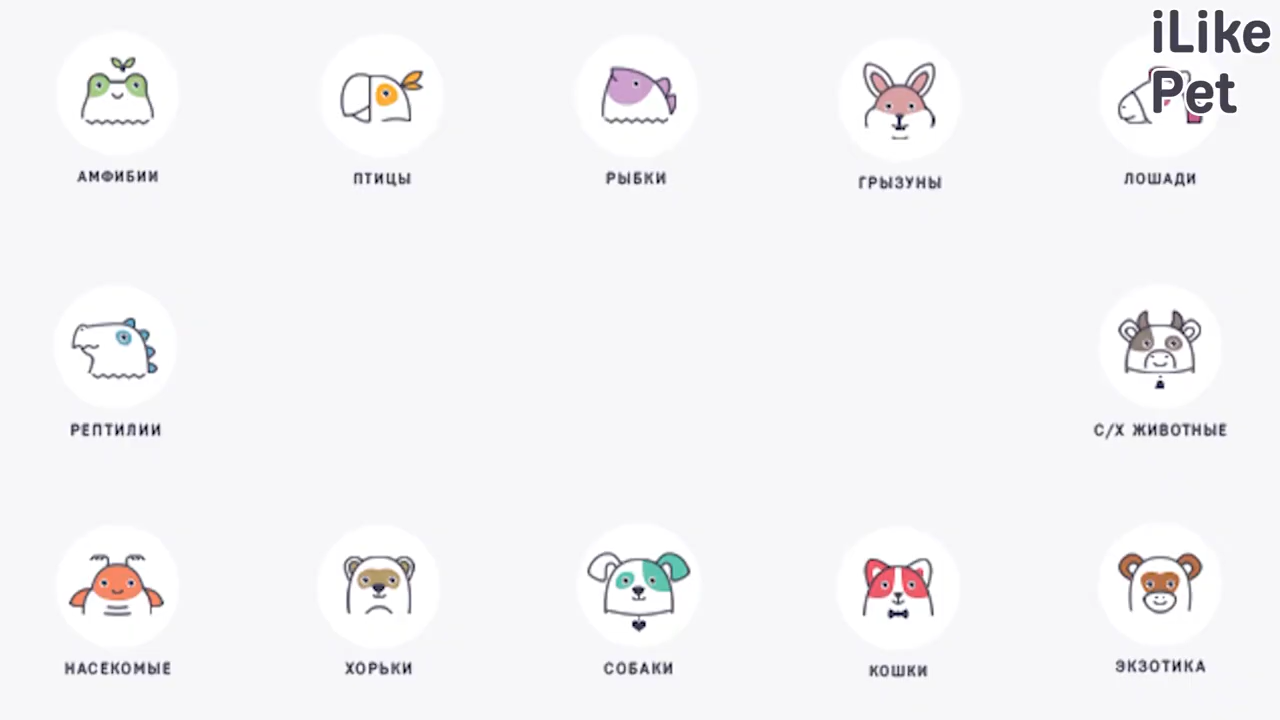 iLike
Pet
АМФИБИИ
ПТИЦЫ
РЫБКИ
ГРЫЗУНЫ
ЛОШАДИ
РЕПТИЛИИ
С/Х ЖИВОТНЫЕ
НАСЕКОМЫЕ
ХОРЬКИ
СОБАКИ
КОШКИ
ЭКЗОТИКА